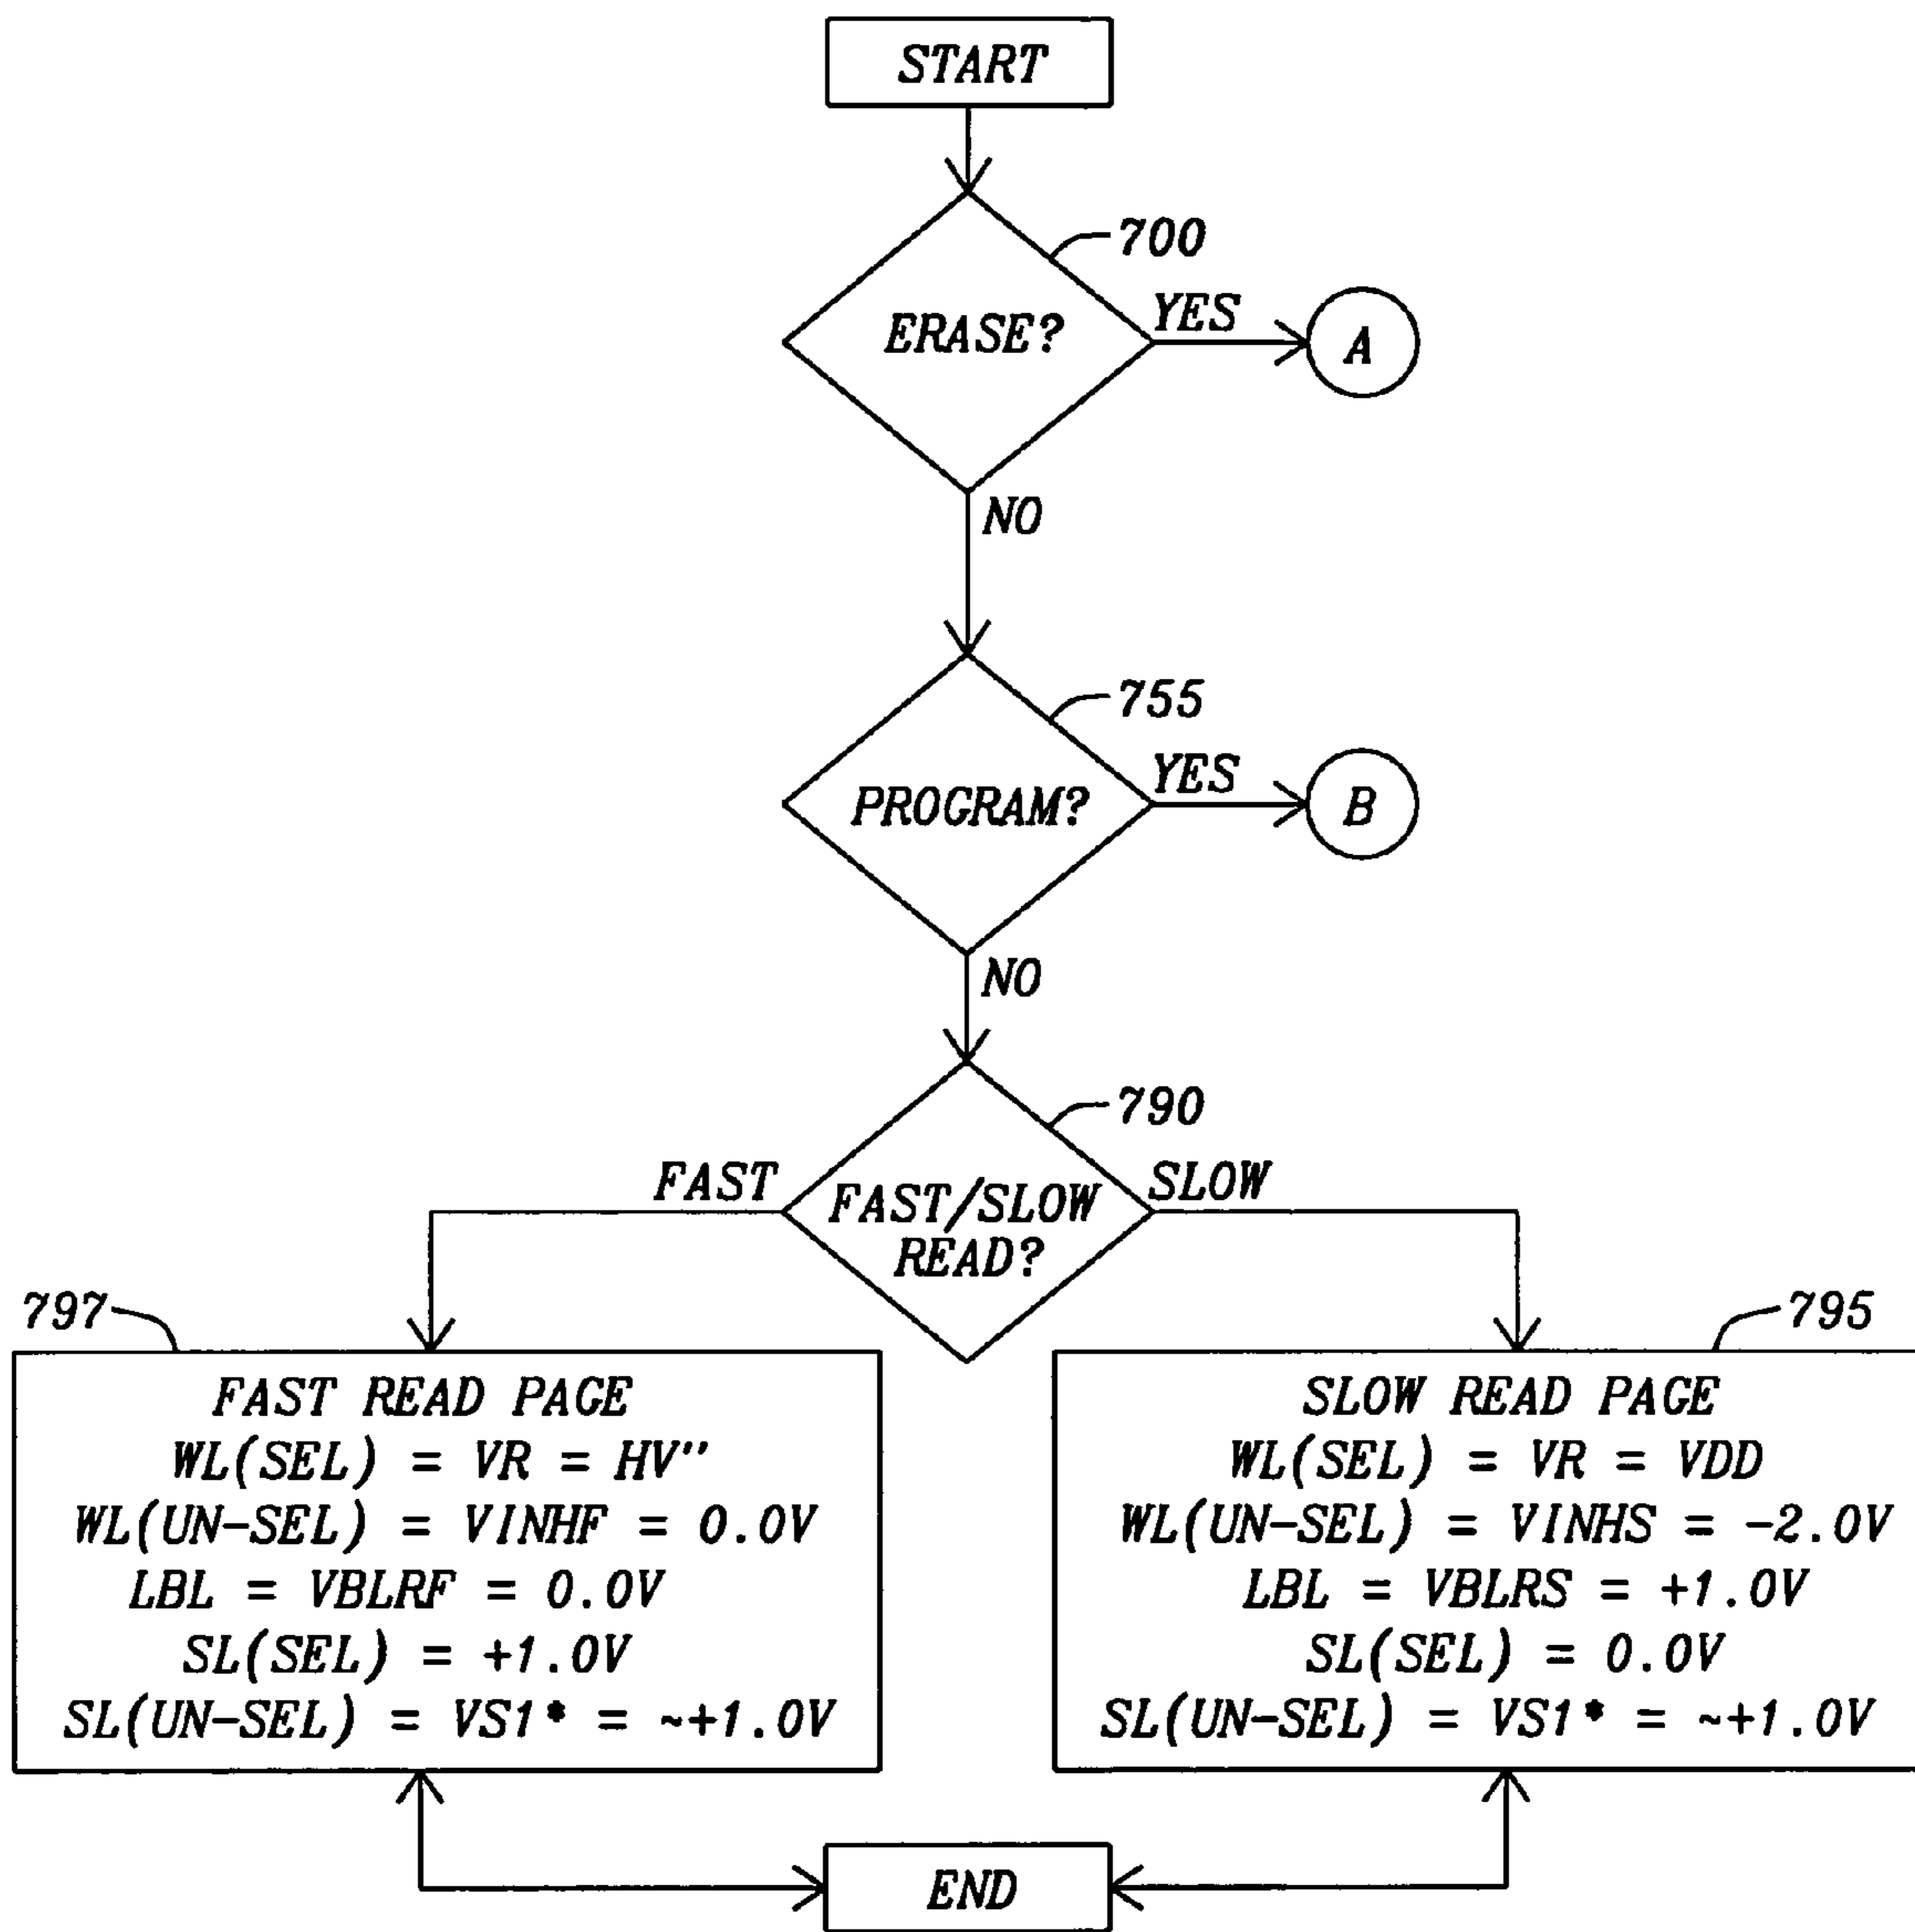 START
700
ERASE?
YES
A
NO
755
PROGRAM?
YES
B
NO
790
FAST
FAST/SLOW
READ?
SLOW
797
FAST READ PAGE
WL(SEL) = VR = HV''
WL(UN-SEL) = VINHF = 0.0V
LBL = VBLRF = 0.0V
SL(SEL) = +1.0V
SL(UN-SEL) = VS1* = ~+1.0V
795
SLOW READ PAGE
WL(SEL) = VR = VDD
WL(UN-SEL) = VINHS = -2.0V
LBL = VBLRS = +1.0V
SL(SEL) = 0.0V
SL(UN-SEL) = VS1* = ~+1.0V
END